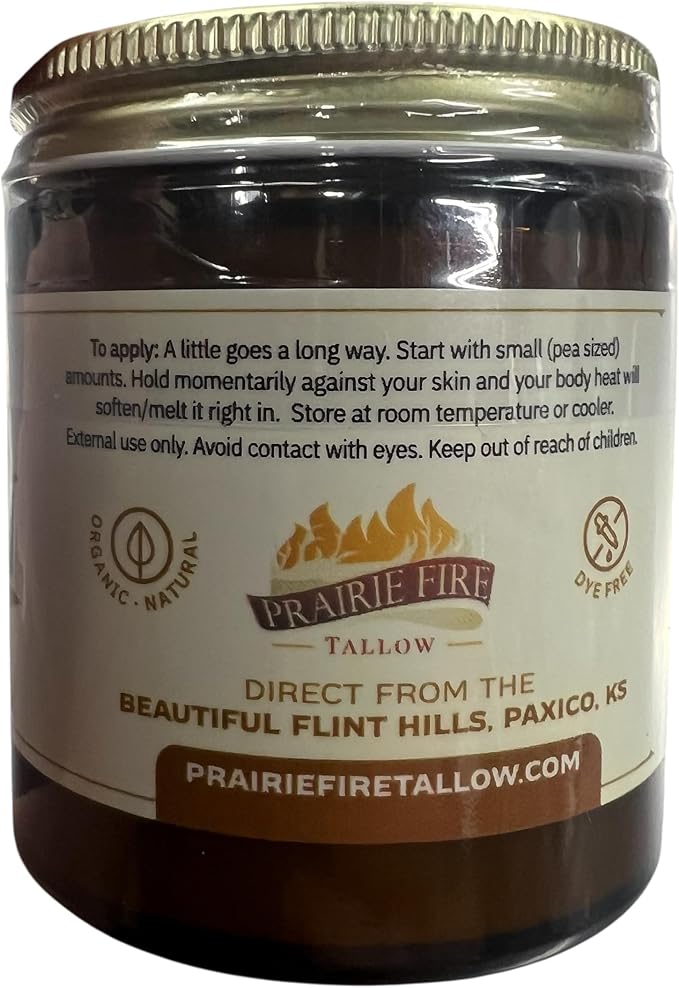 To apply: A little goes a long way. Start with small (pea sized)
amounts. Hold momentarily against your skin and your body heat will
soften/melt it right in. Store at room temperature or cooler.
External use only. Avoid contact with eyes. Keep out of reach of children.
ORGANIC · NATURAL
DYE FREE
PRAIRIE FIRE
TALLOW
DIRECT FROM THE
BEAUTIFUL FLINT HILLS, PAXICO, KS
PRAIRIEFIRETALLOW.COM